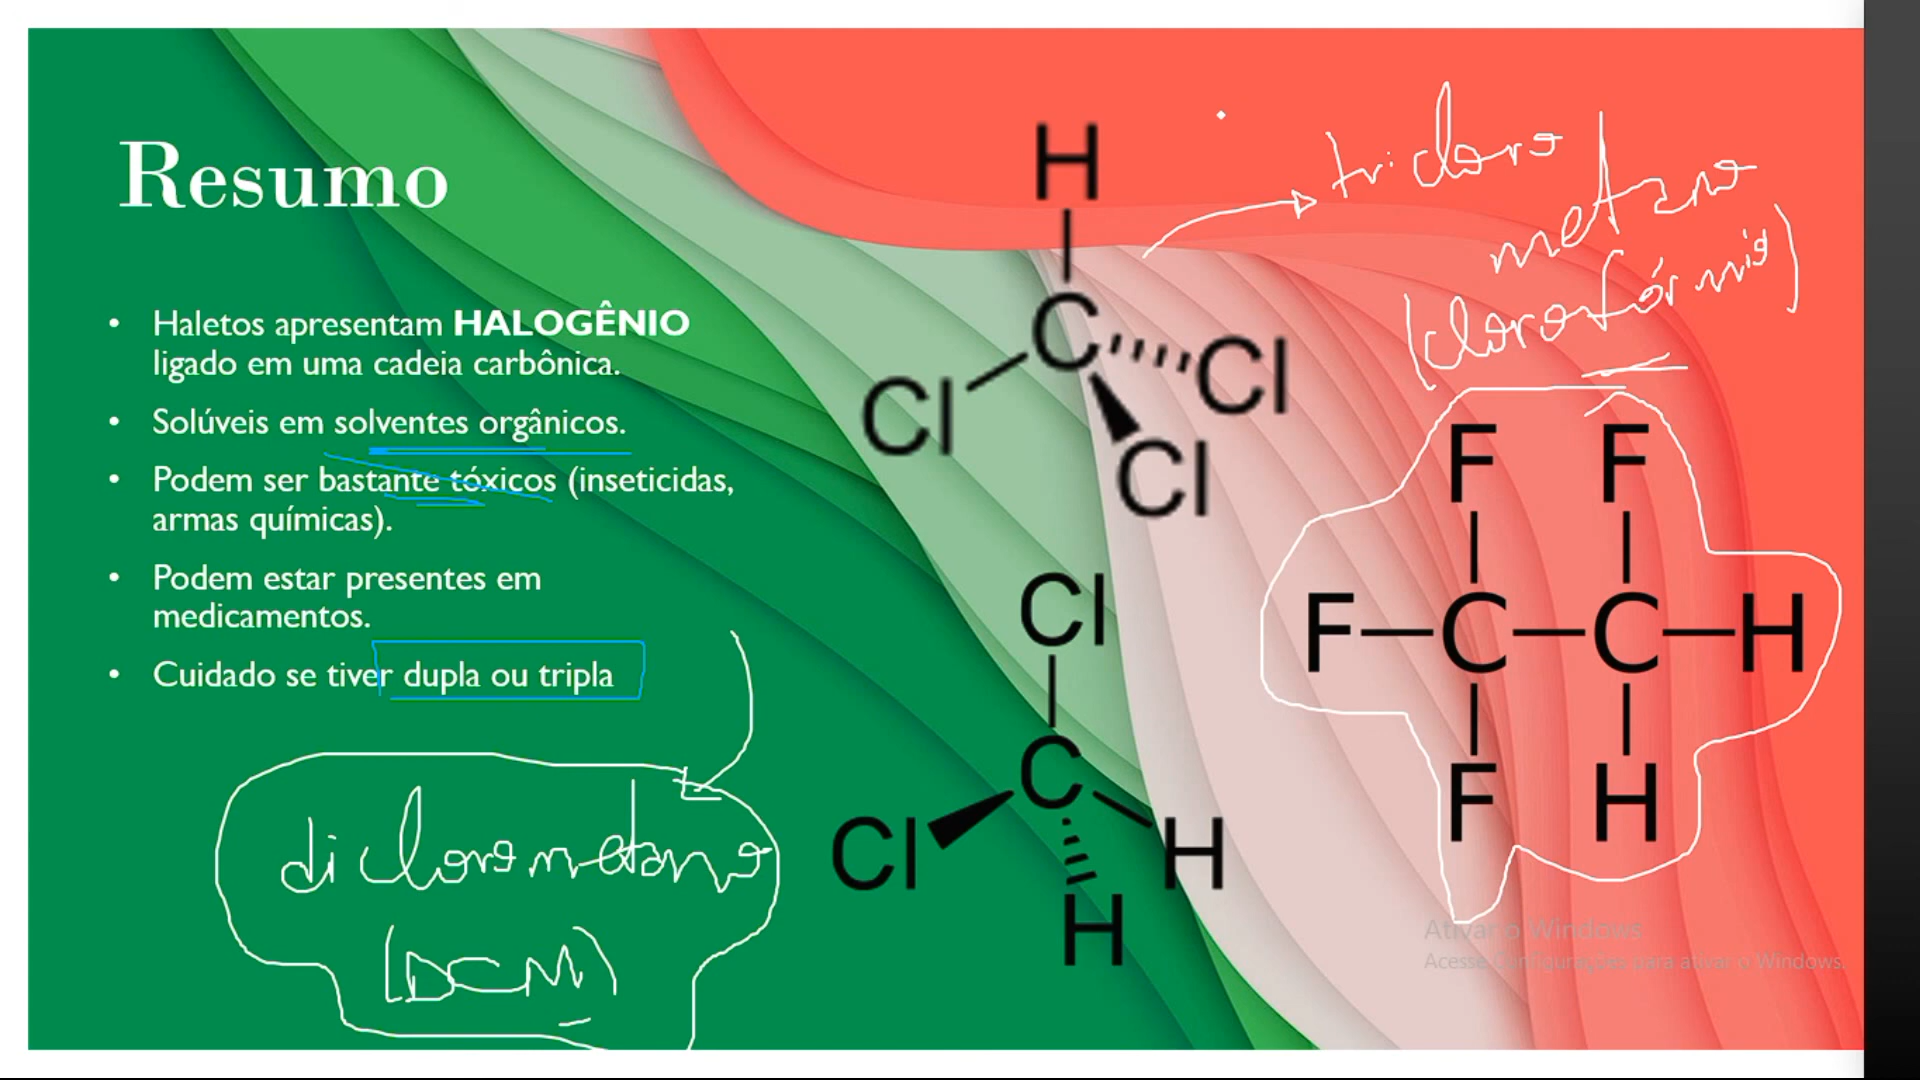 Resumo
• Haletos apresentam HALOGÊNIO
ligado em uma cadeia carbônica.
• Solúveis em solventes orgânicos.
• Podem ser bastante tóxicos (inseticidas,
armas químicas).
• Podem estar presentes em
medicamentos.
• Cuidado se tiver dupla ou tripla
dicloro metano
(DCM)
H
C
Cl
Cl
Cl
tricloro
metano
(clorofórmio)
Cl
C
Cl
H
H
F F
F—C—C—H
F H
Ativar o Windows
Acesse Configurações para ativar o Windows.